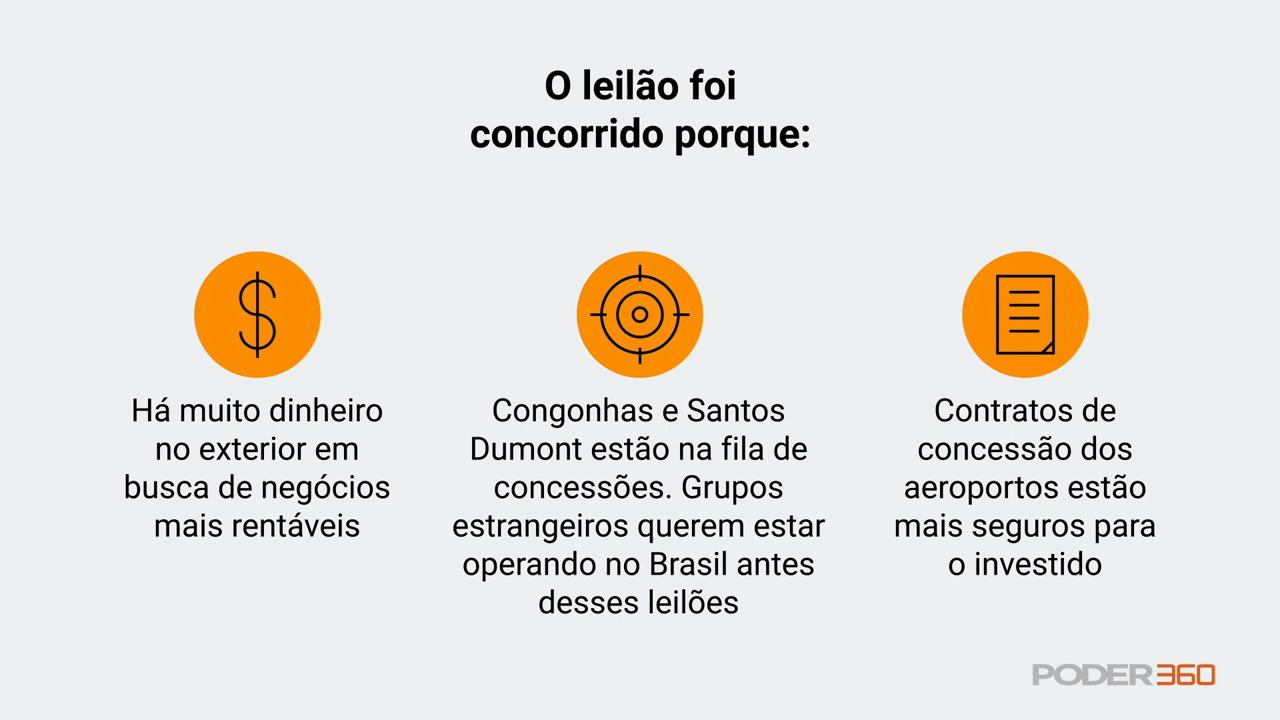 O leilão foi
concorrido porque:
Há muito dinheiro
no exterior em
busca de negócios
mais rentáveis
Congonhas e Santos
Dumont estão na fila de
concessões. Grupos
estrangeiros querem estar
operando no Brasil antes
desses leilões
Contratos de
concessão dos
aeroportos estão
mais seguros para
o investido
PODER360